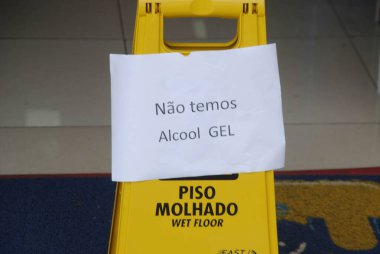 Não temos
Alcool GEL
PISO
MOLHADO
WET FLOOR